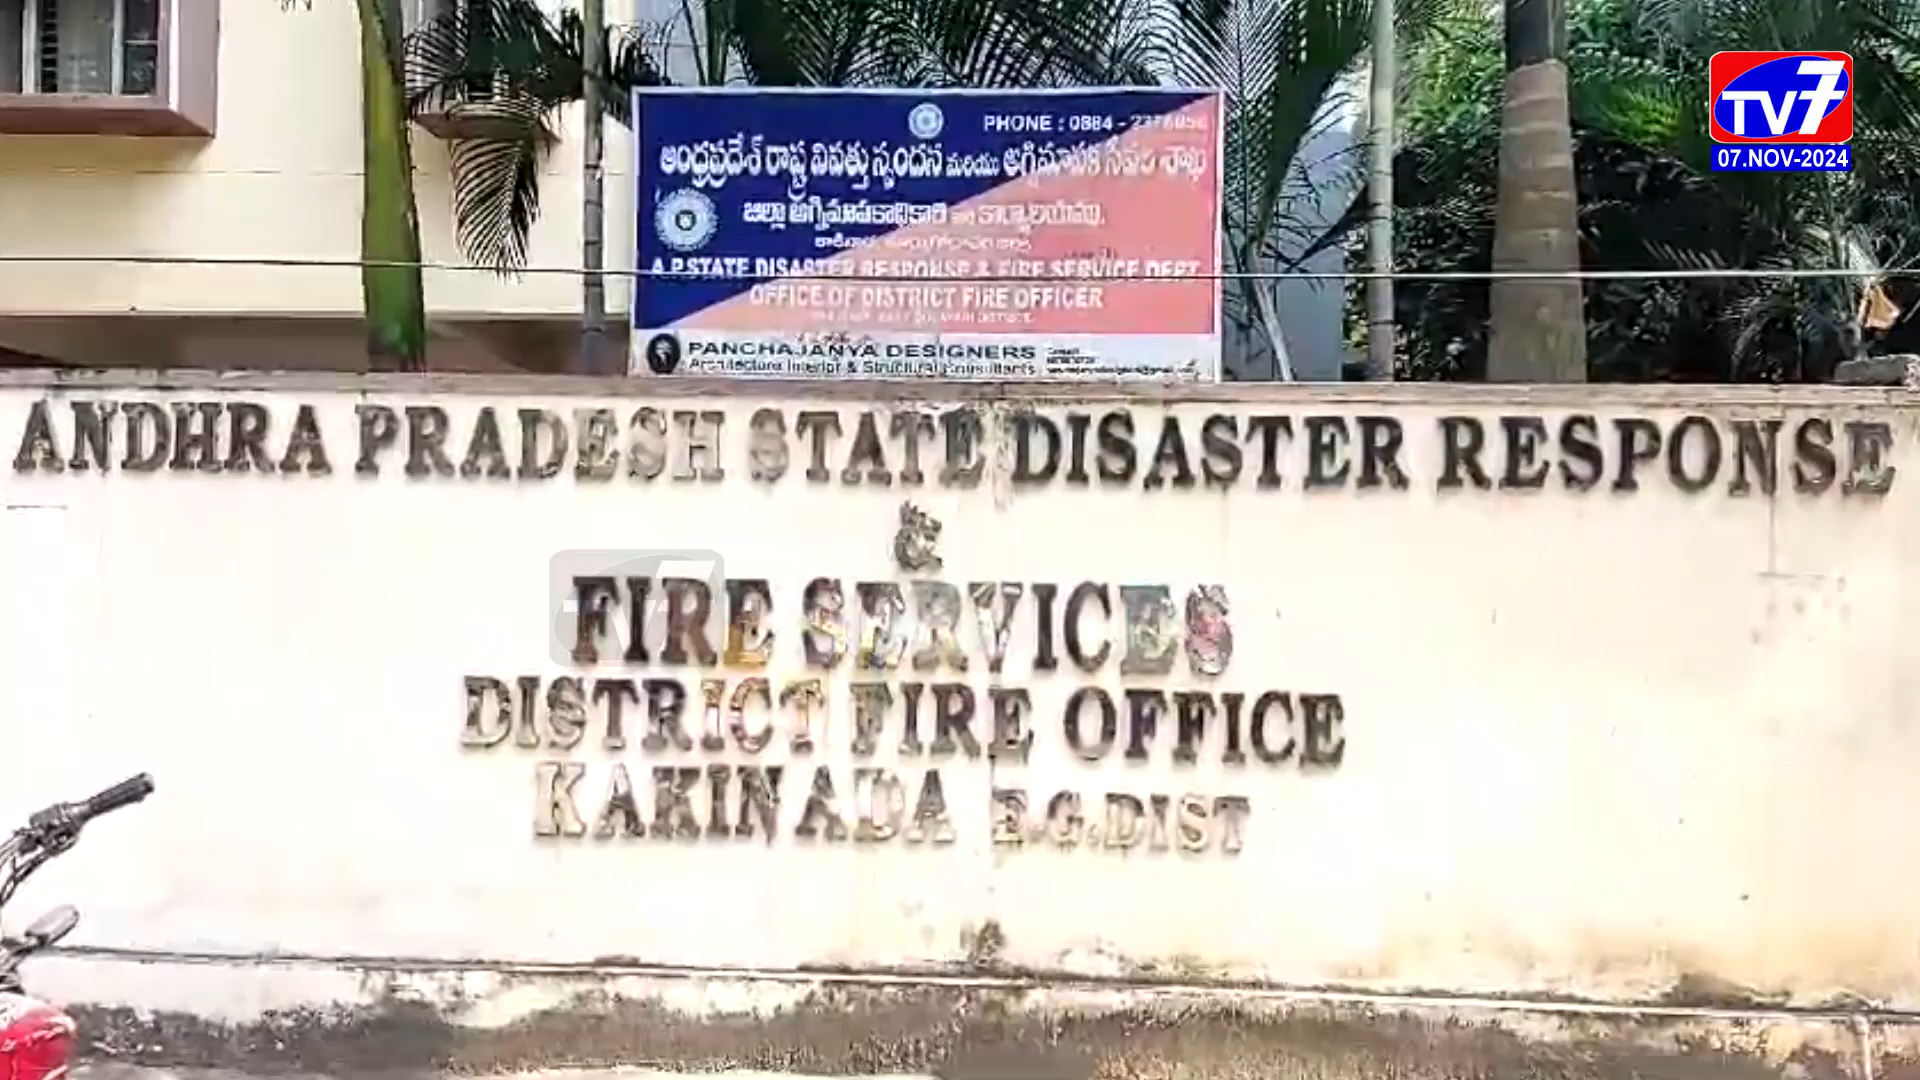 TV7
07.NOV-2024
PHONE : 0884 -
ఆంధ్రప్రదేశ్ రాష్ట్ర విపత్తు స్పందన మరియు అగ్నిమాపక సేవల శాఖ
జిల్లా అగ్నిమాపకాధికారి వారి కార్యాలయము.
A.P.STATE DISASTER RESPONSE & FIRE SERVICE DEPT
OFFICE OF DISTRICT FIRE OFFICER
PANCHAJANYA DESIGNERS
Architecture Interior & Structural Consultants
ANDHRA PRADESH STATE DISASTER RESPONSE
&
FIRE SERVICES
DISTRICT FIRE OFFICE
KAKINADA E.G.DIST
TV7